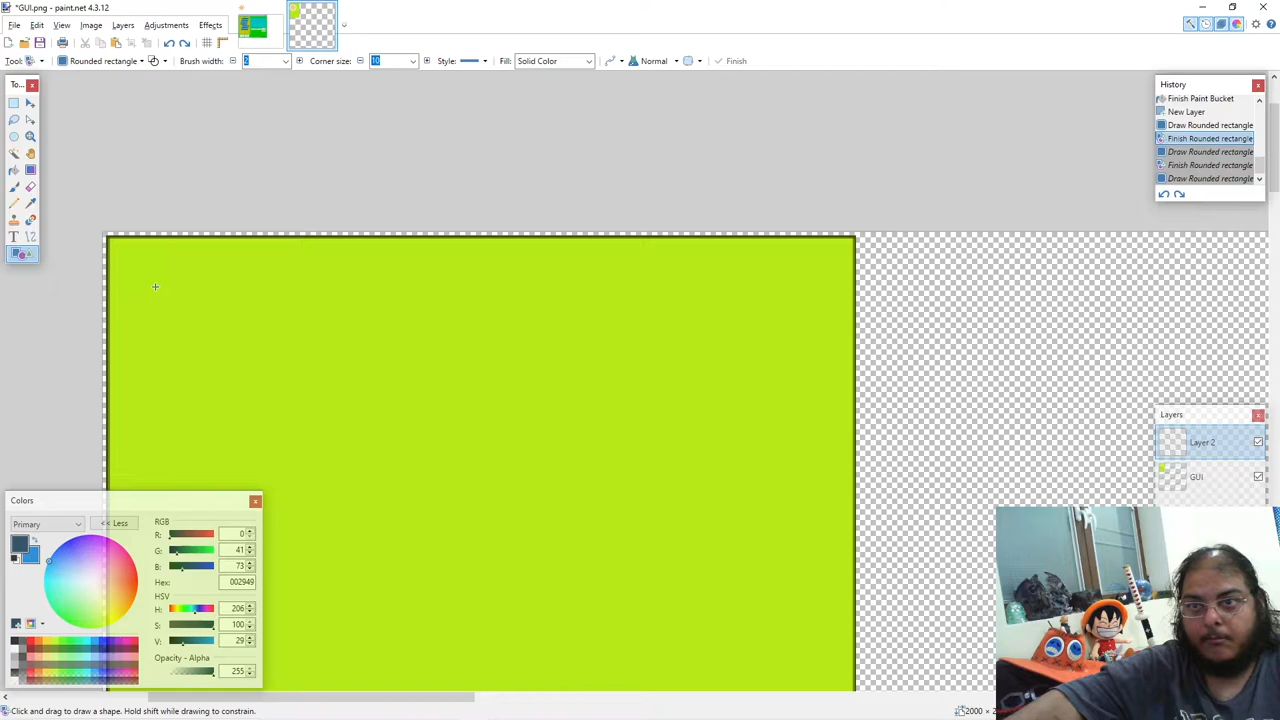 *GUI.png - paint.net 4.3.12
File Edit View Image Layers Adjustments Effects
Tool: Rounded rectangle Brush width: 2 Corner size: 10 Style: Fill: Solid Color Normal Finish
To...
History
Finish Paint Bucket
New Layer
Draw Rounded rectangle
Finish Rounded rectangle
Draw Rounded rectangle
Finish Rounded rectangle
Draw Rounded rectangle
Layers
Layer 2
GUI
Colors
Primary << Less
RGB
R: 0
G: 41
B: 73
Hex: 002949
HSV
H: 206
S: 100
V: 29
Opacity - Alpha
255
Click and drag to draw a shape. Hold shift while drawing to constrain.
2000 ×